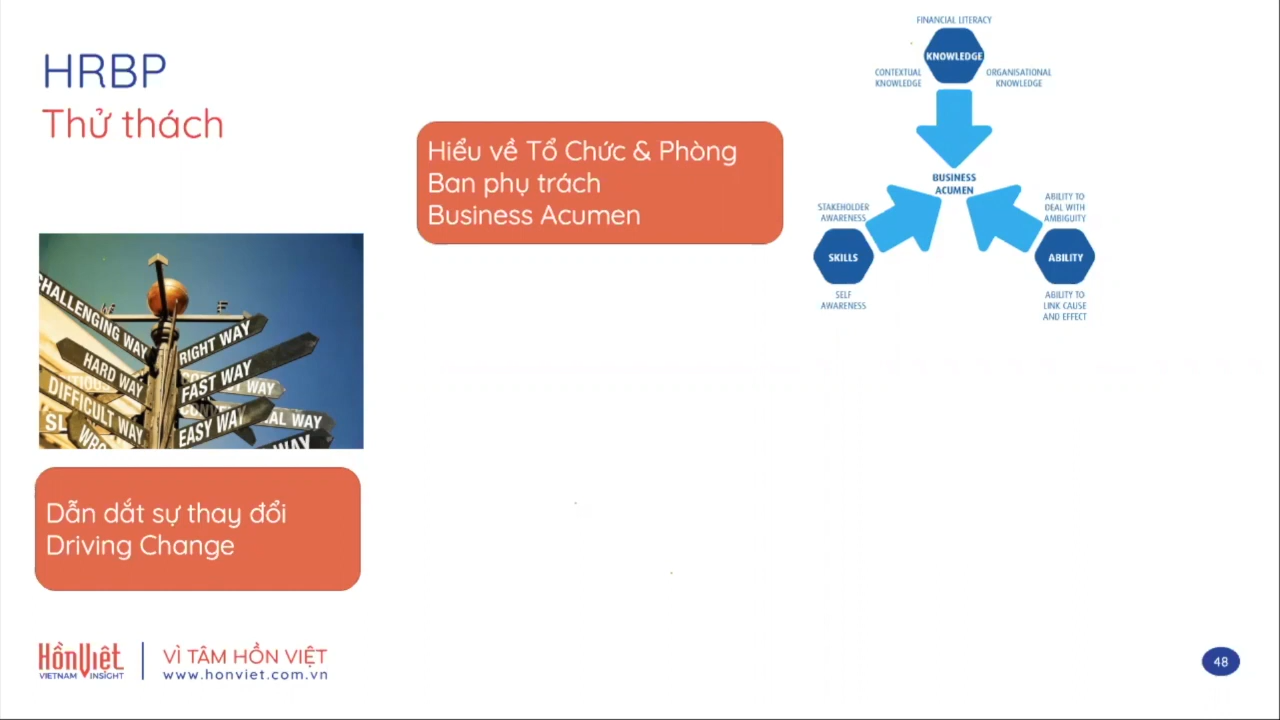 HRBP
Thử thách
CHALLENGING WAY
HARD WAY
DIFFICULT WAY
RIGHT WAY
FAST WAY
WAY
EASY WAY
WAY
WAY
Dẫn dắt sự thay đổi
Driving Change
Hiểu về Tổ Chức & Phòng
Ban phụ trách
Business Acumen
FINANCIAL LITERACY
KNOWLEDGE
CONTEXTUAL
KNOWLEDGE
ORGANISATIONAL
KNOWLEDGE
BUSINESS
ACUMEN
STAKEHOLDER
AWARENESS
SKILLS
SELF
AWARENESS
ABILITY TO
DEAL WITH
AMBIGUITY
ABILITY
ABILITY TO
LINK CAUSE
AND EFFECT
HồnViệt
VIETNAM INSIGHT
VÌ TÂM HỒN VIỆT
www.honviet.com.vn
48